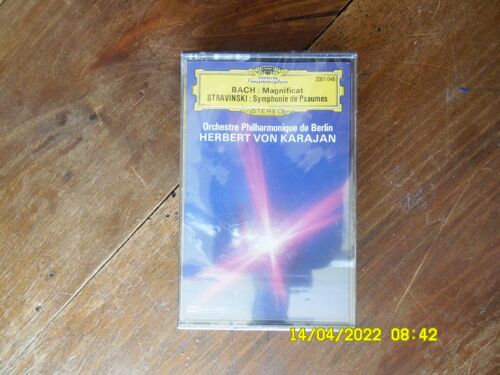 Deutsche
Grammophon
3301 048
BACH : Magnificat
STRAVINSKI : Symphonie de Psaumes
STEREO
Orchestre Philharmonique de Berlin
HERBERT VON KARAJAN
14/04/2022 08:42